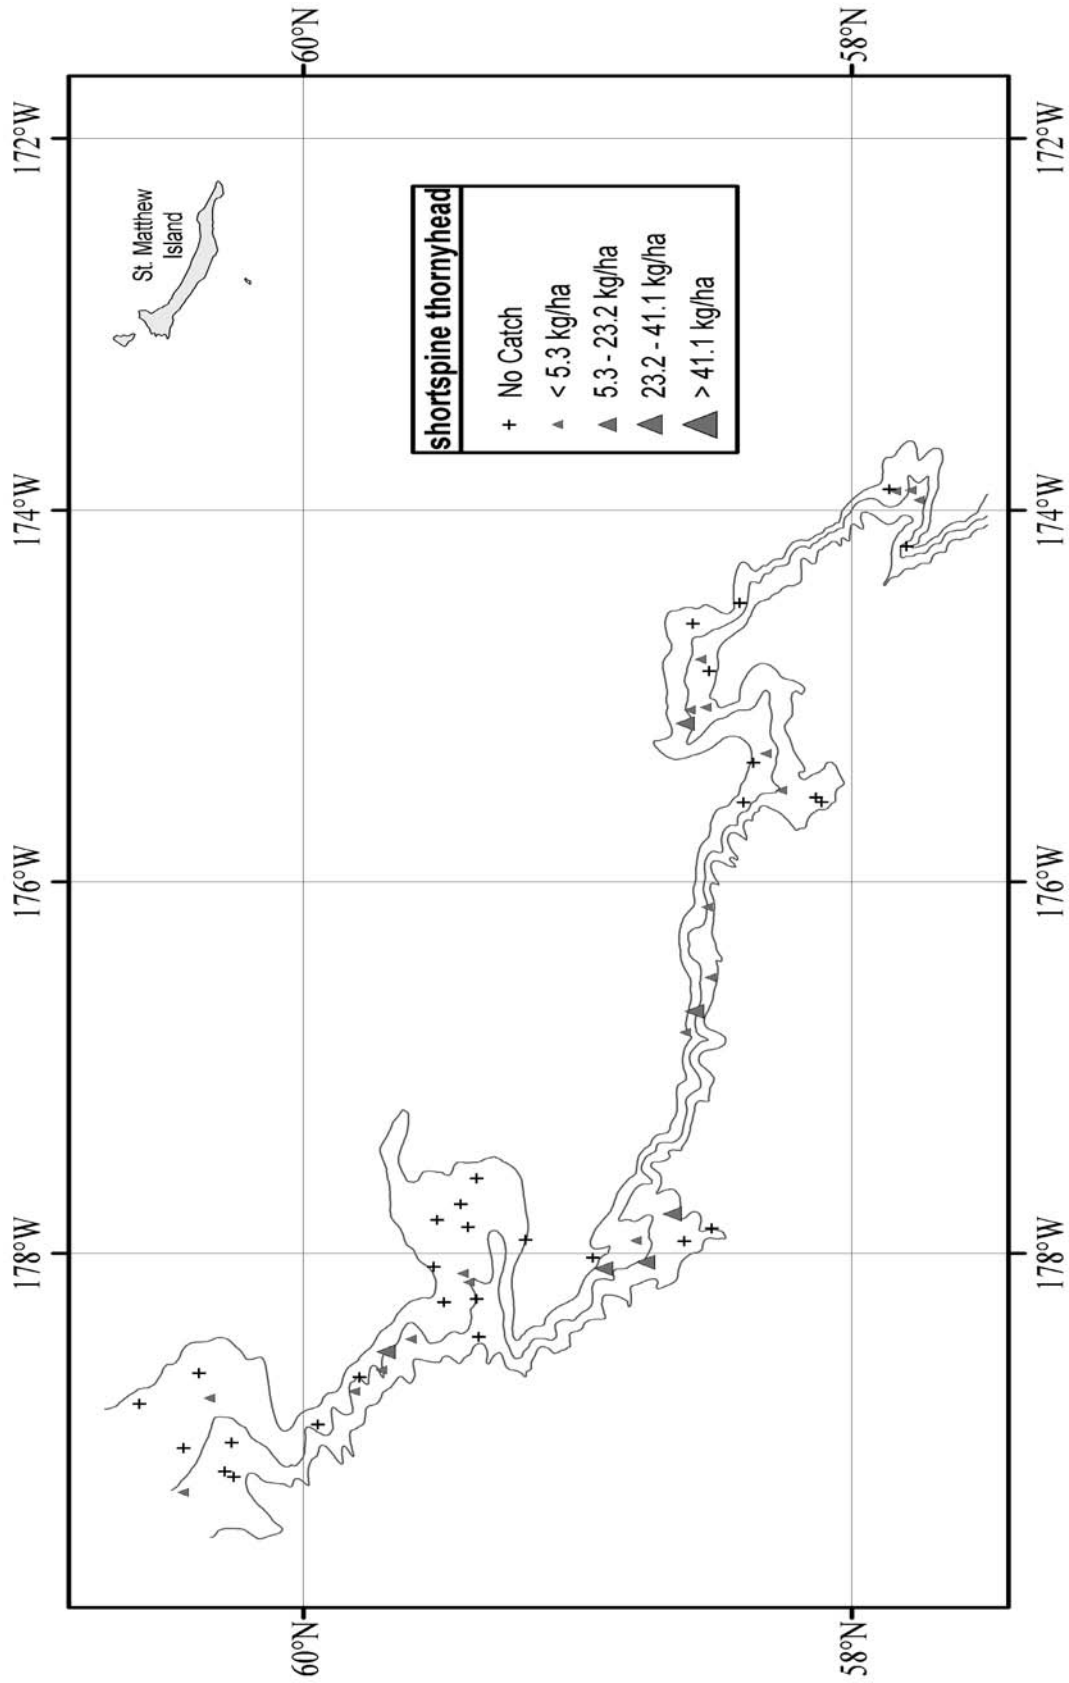 178°W
176°W
174°W
172°W
60°N
60°N
St. Matthew
Island
shortspine thornyhead
No Catch
< 5.3 kg/ha
5.3 - 23.2 kg/ha
23.2 - 41.1 kg/ha
> 41.1 kg/ha
58°N
58°N
178°W
176°W
174°W
172°W